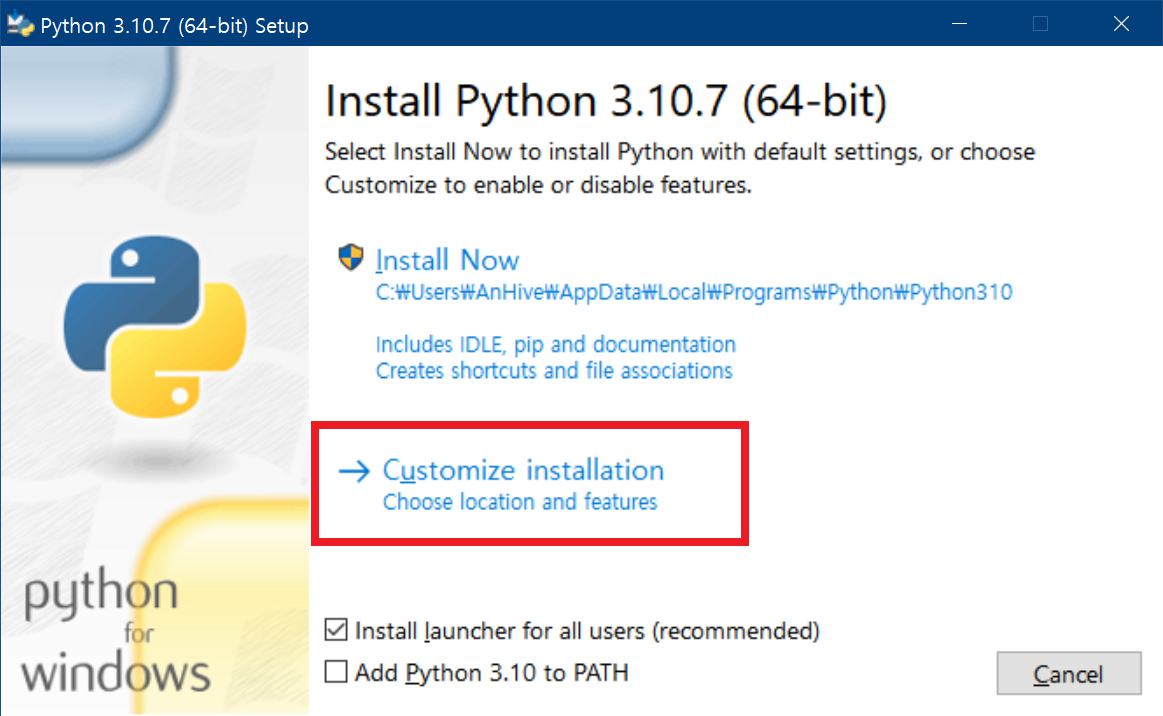 Python 3.10.7 (64-bit) Setup
Install Python 3.10.7 (64-bit)
Select Install Now to install Python with default settings, or choose
Customize to enable or disable features.
Install Now
C:₩Users₩AnHive₩AppData₩Local₩Programs₩Python₩Python310
Includes IDLE, pip and documentation
Creates shortcuts and file associations
Customize installation
Choose location and features
python
for
windows
Install launcher for all users (recommended)
Add Python 3.10 to PATH
Cancel